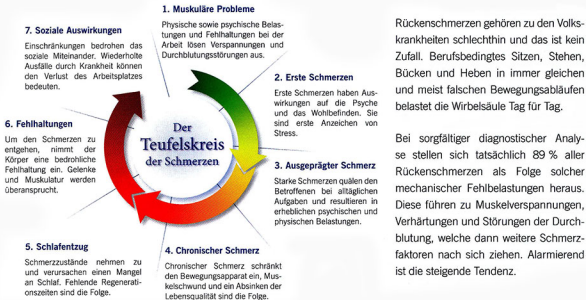 1. Muskuläre Probleme
Physische sowie psychische Belas-
tungen und Fehlhaltungen bei der
Arbeit lösen Verspannungen und
Durchblutungsstörungen aus.
2. Erste Schmerzen
Erste Schmerzen haben Aus-
wirkungen auf die Psyche
und das Wohlbefinden. Sie
sind erste Anzeichen von
Stress.
3. Ausgeprägter Schmerz
Starke Schmerzen quälen den
Betroffenen bei alltäglichen
Aufgaben und resultieren in
erheblichen psychischen und
physischen Belastungen.
4. Chronischer Schmerz
Chronischer Schmerz schränkt
den Bewegungsapparat ein, Mus-
kelschwund und ein Absinken der
Lebensqualität sind die Folge.
5. Schlafentzug
Schmerzzustände nehmen zu
und verursachen einen Mangel
an Schlaf. Fehlende Regenerati-
onszeiten sind die Folge.
6. Fehlhaltungen
Um den Schmerzen zu
entgehen, nimmt der
Körper eine bedrohliche
Fehlhaltung ein. Gelenke
und Muskulatur werden
überansprucht.
7. Soziale Auswirkungen
Einschränkungen bedrohen das
soziale Miteinander. Wiederholte
Ausfälle durch Krankheit können
den Verlust des Arbeitsplatzes
bedeuten.
Der
Teufelskreis
der Schmerzen
Rückenschmerzen gehören zu den Volks-
krankheiten schlechthin und das ist kein
Zufall. Berufsbedingtes Sitzen, Stehen,
Bücken und Heben in immer gleichen
und meist falschen Bewegungsabläufen
belastet die Wirbelsäule Tag für Tag.
Bei sorgfältiger diagnostischer Analy-
se stellen sich tatsächlich 89 % aller
Rückenschmerzen als Folge solcher
mechanischer Fehlbelastungen heraus.
Diese führen zu Muskelverspannungen,
Verhärtungen und Störungen der Durch-
blutung, welche dann weitere Schmerz-
faktoren nach sich ziehen. Alarmierend
ist die steigende Tendenz.